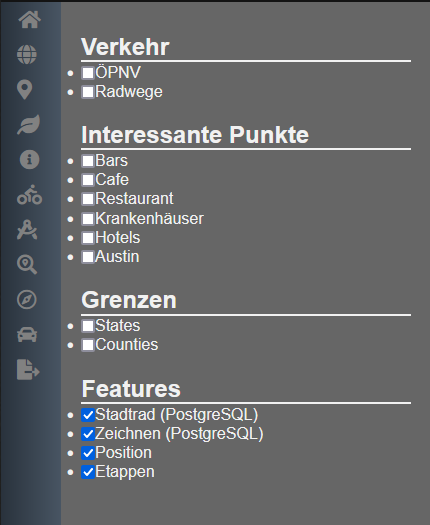 Verkehr
ÖPNV
Radwege
Interessante Punkte
Bars
Cafe
Restaurant
Krankenhäuser
Hotels
Austin
Grenzen
States
Counties
Features
Stadtrad (PostgreSQL)
Zeichnen (PostgreSQL)
Position
Etappen